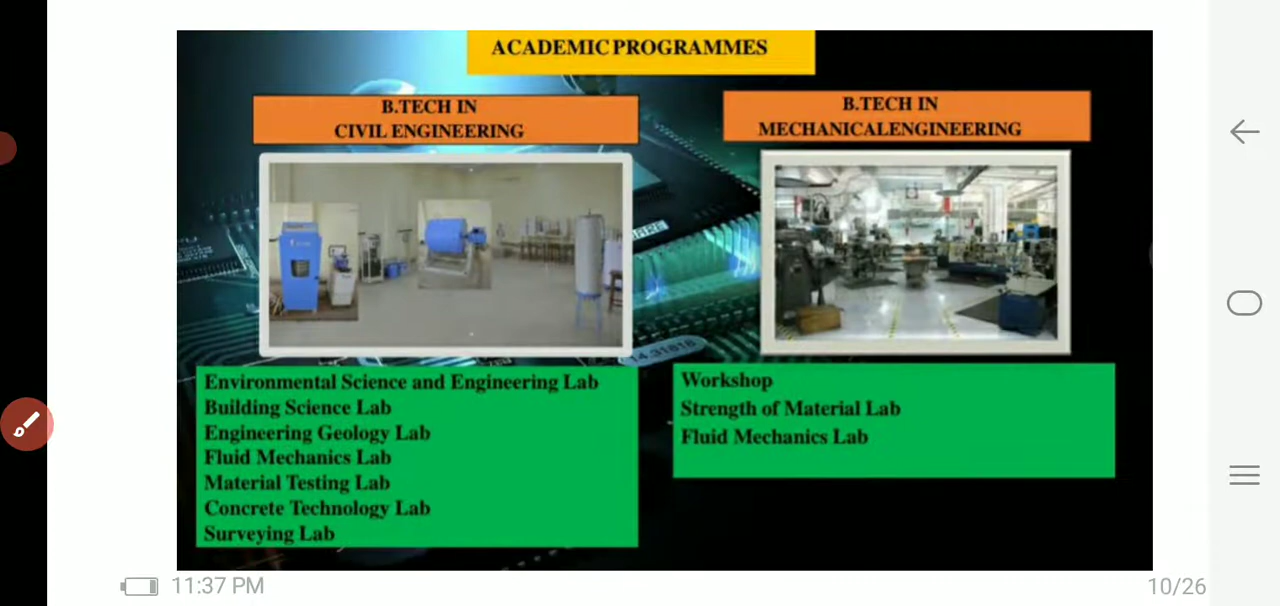 ACADEMIC PROGRAMMES
B.TECH IN
CIVIL ENGINEERING
B.TECH IN
MECHANICALENGINEERING
14.31818
Environmental Science and Engineering Lab
Building Science Lab
Engineering Geology Lab
Fluid Mechanics Lab
Material Testing Lab
Concrete Technology Lab
Surveying Lab
Workshop
Strength of Material Lab
Fluid Mechanics Lab
11:37 PM
10/26